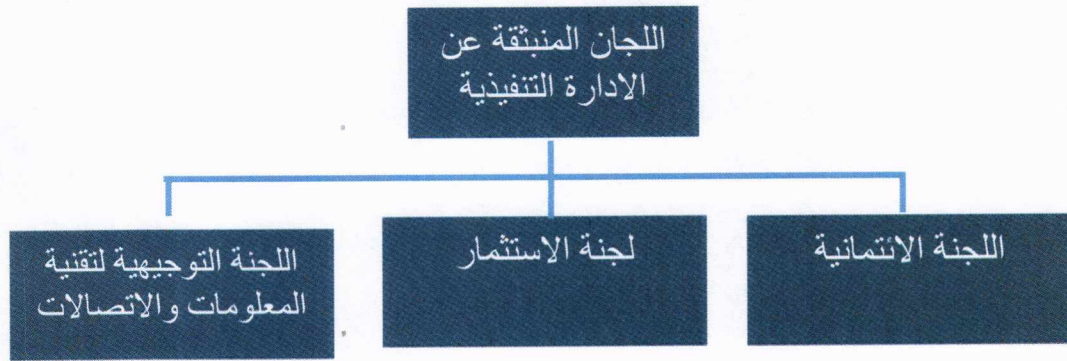 اللجان المنبثقة عن
الادارة التنفيذية
اللجنة الائتمانية
لجنة الاستثمار
اللجنة التوجيهية لتقنية
المعلومات والاتصالات